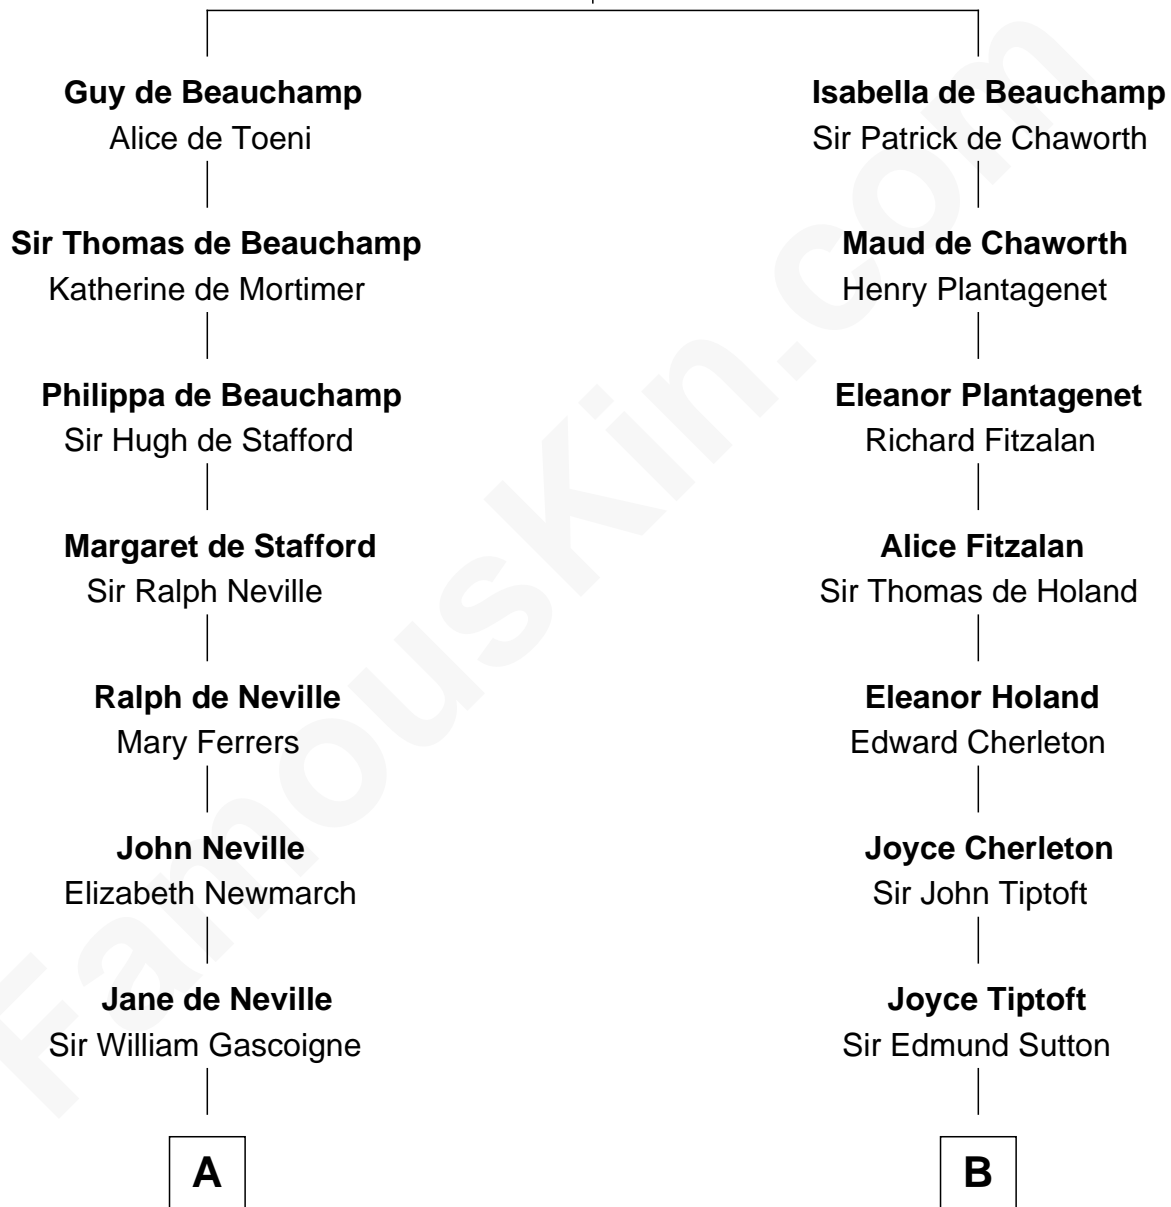 Guy de Beauchamp
Alice de Toeni
Sir Thomas de Beauchamp
Katherine de Mortimer
Philippa de Beauchamp
Sir Hugh de Stafford
Margaret de Stafford
Sir Ralph Neville
Ralph de Neville
Mary Ferrers
John Neville
Elizabeth Newmarch
Jane de Neville
Sir William Gascoigne
A
Isabella de Beauchamp
Sir Patrick de Chaworth
Maud de Chaworth
Henry Plantagenet
Eleanor Plantagenet
Richard Fitzalan
Alice Fitzalan
Sir Thomas de Holand
Eleanor Holand
Edward Cherleton
Joyce Cherleton
Sir John Tiptoft
Joyce Tiptoft
Sir Edmund Sutton
B
FamousKin.com